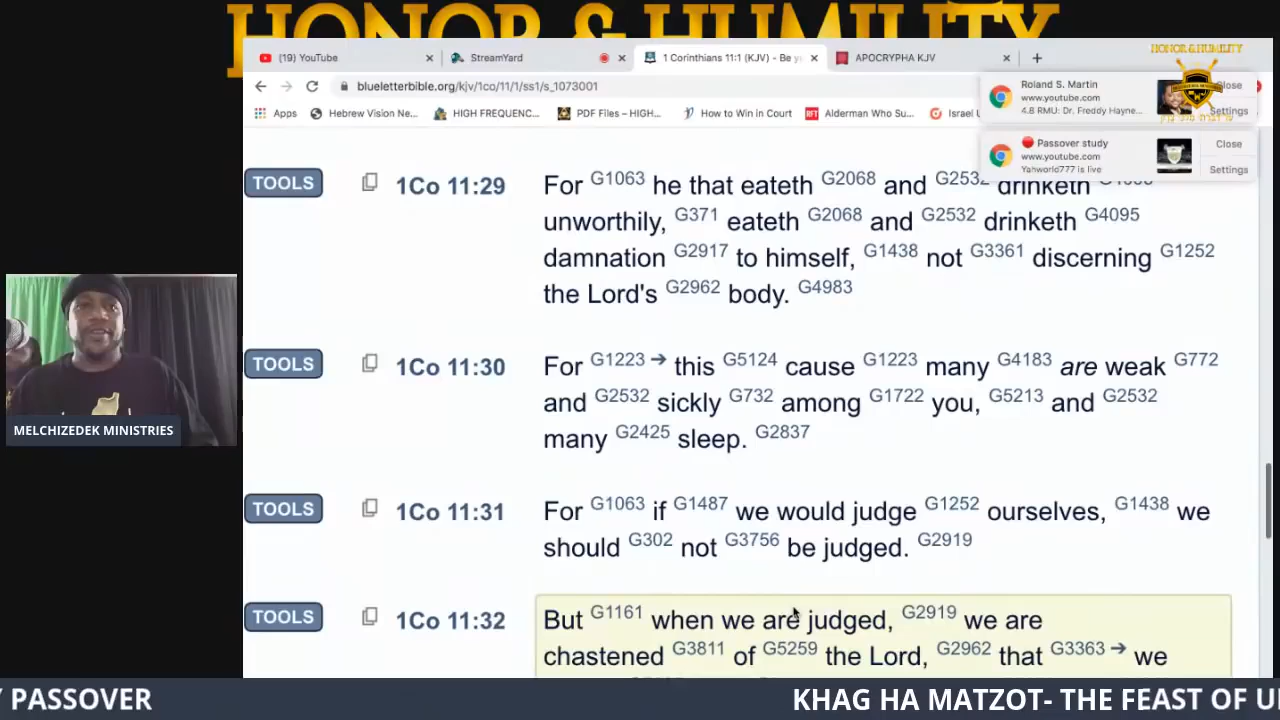 HONOR & HUMILITY
(19) YouTube
StreamYard
1 Corinthians 11:1 (KJV) - Be y
APOCRYPHA KJV
HONOR & HUMILITY
blueletterbible.org/kjv/1co/11/1/ss1/s_1073001
Apps
Hebrew Vision Ne...
HIGH FREQUENC...
PDF Files – HIGH...
How to Win in Court
Alderman Who Su...
Israel U
Roland S. Martin
www.youtube.com
4.8 RMU: Dr. Freddy Hayne...
Close
Settings
Passover study
www.youtube.com
Yahworld777 is live
Close
Settings
TOOLS 1Co 11:29 For G1063 he that eateth G2068 and G2532 drinketh
unworthily, G371 eateth G2068 and G2532 drinketh G4095
damnation G2917 to himself, G1438 not G3361 discerning G1252
the Lord's G2962 body. G4983
TOOLS 1Co 11:30 For G1223 → this G5124 cause G1223 many G4183 are weak G772
and G2532 sickly G732 among G1722 you, G5213 and G2532
many G2425 sleep. G2837
TOOLS 1Co 11:31 For G1063 if G1487 we would judge G1252 ourselves, G1438 we
should G302 not G3756 be judged. G2919
TOOLS 1Co 11:32 But G1161 when we are judged, G2919 we are
chastened G3811 of G5259 the Lord, G2962 that G3363 → we
MELCHIZEDEK MINISTRIES
Y PASSOVER
KHAG HA MATZOT- THE FEAST OF U